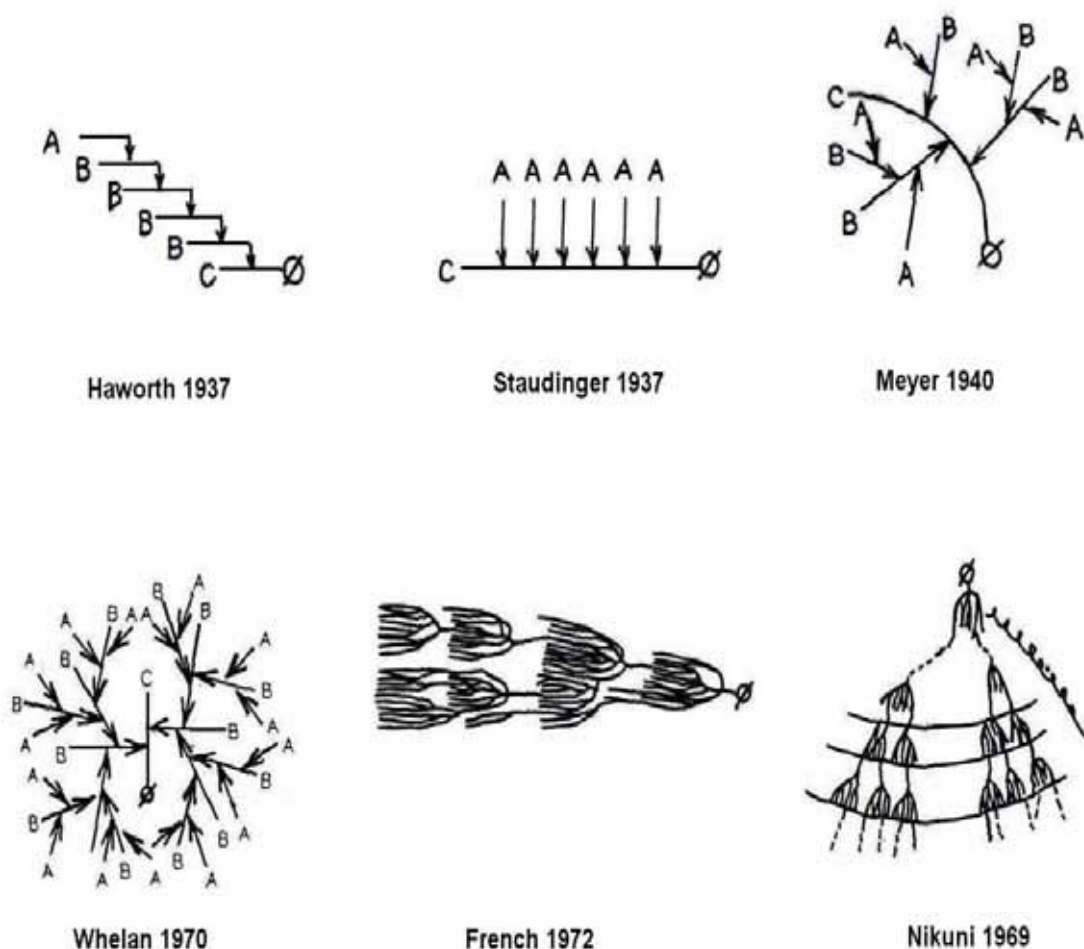 A
B
B
B
B
C Ø
Haworth 1937
A A A A A A
C Ø
Staudinger 1937
A B A B
B
C A A
B
B
A Ø
Meyer 1940
B A
A B A A B
B A
A C
B B
A A
B B
B A
A Ø
B
B B A
A A B A B A
Whelan 1970
Ø
French 1972
Ø
Nikuni 1969